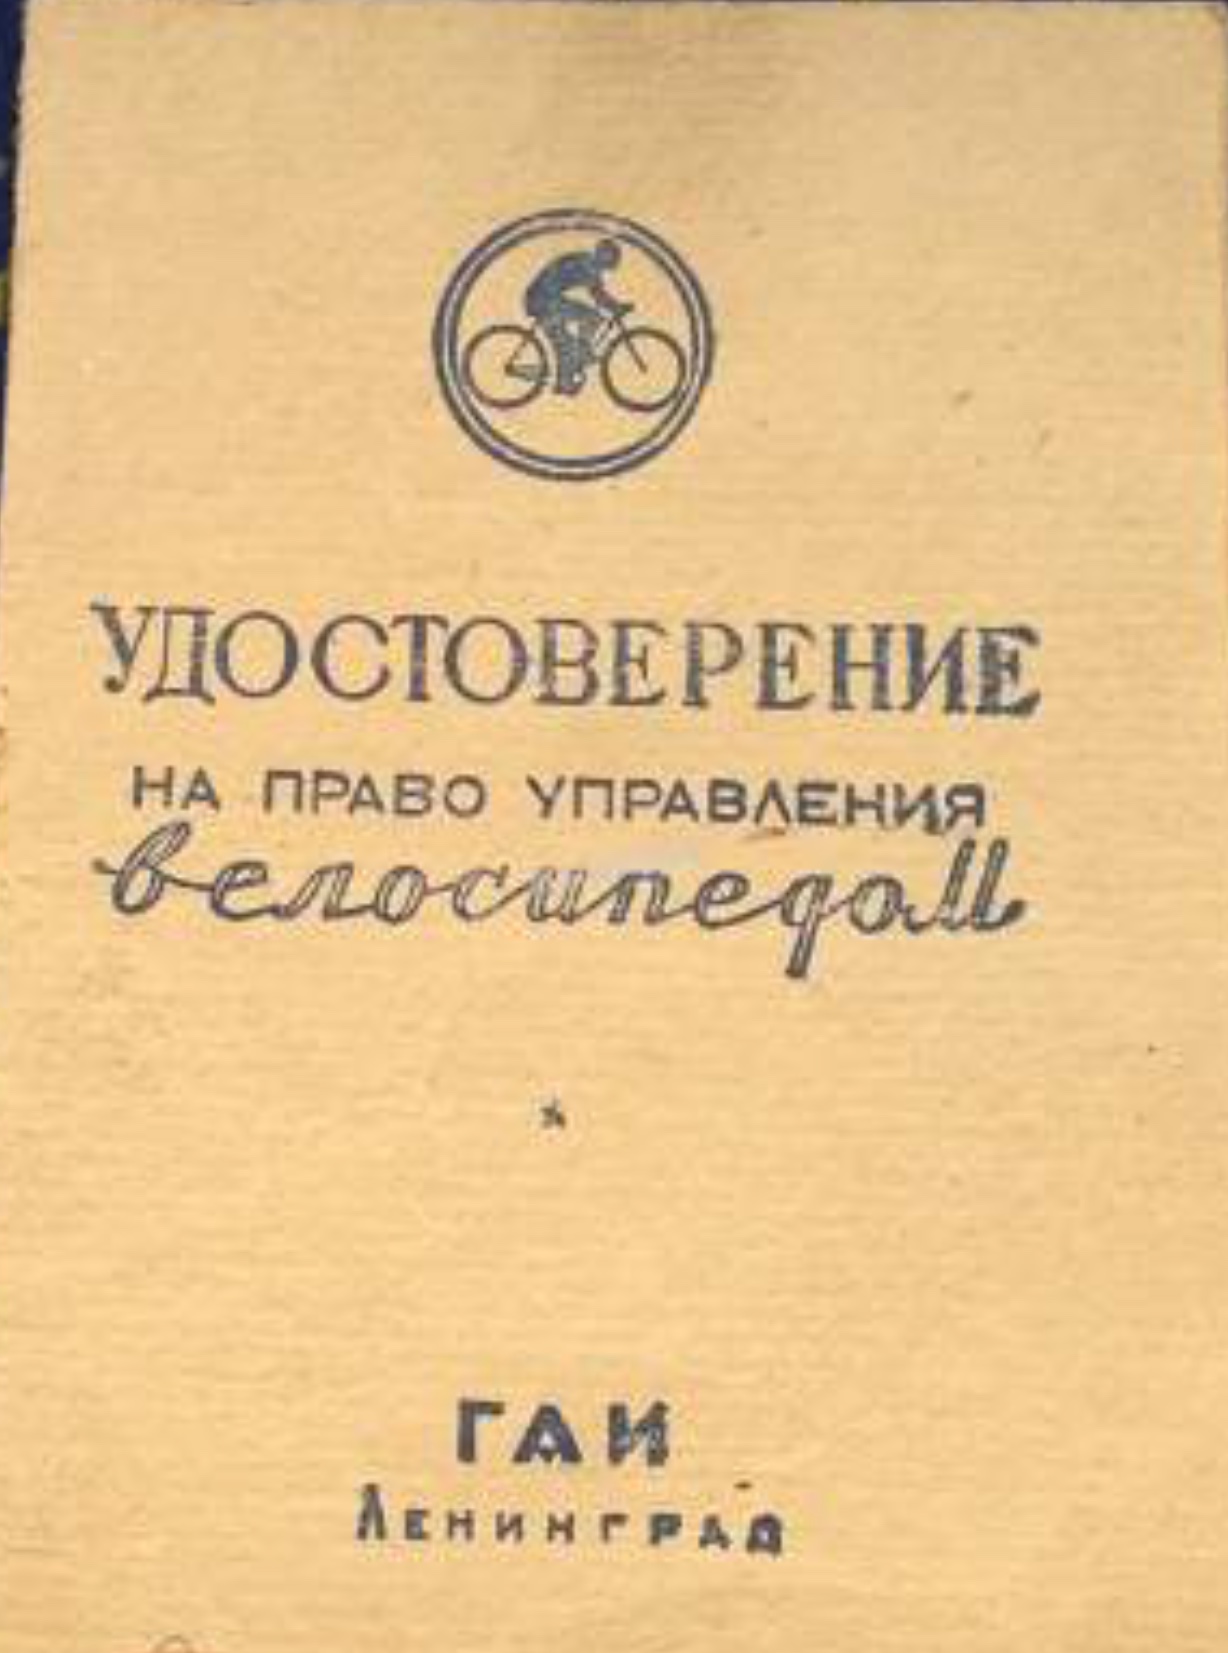 УДОСТОВЕРЕНИЕ
НА ПРАВО УПРАВЛЕНИЯ
велосипедом
ГАИ
ЛЕНИНГРАД